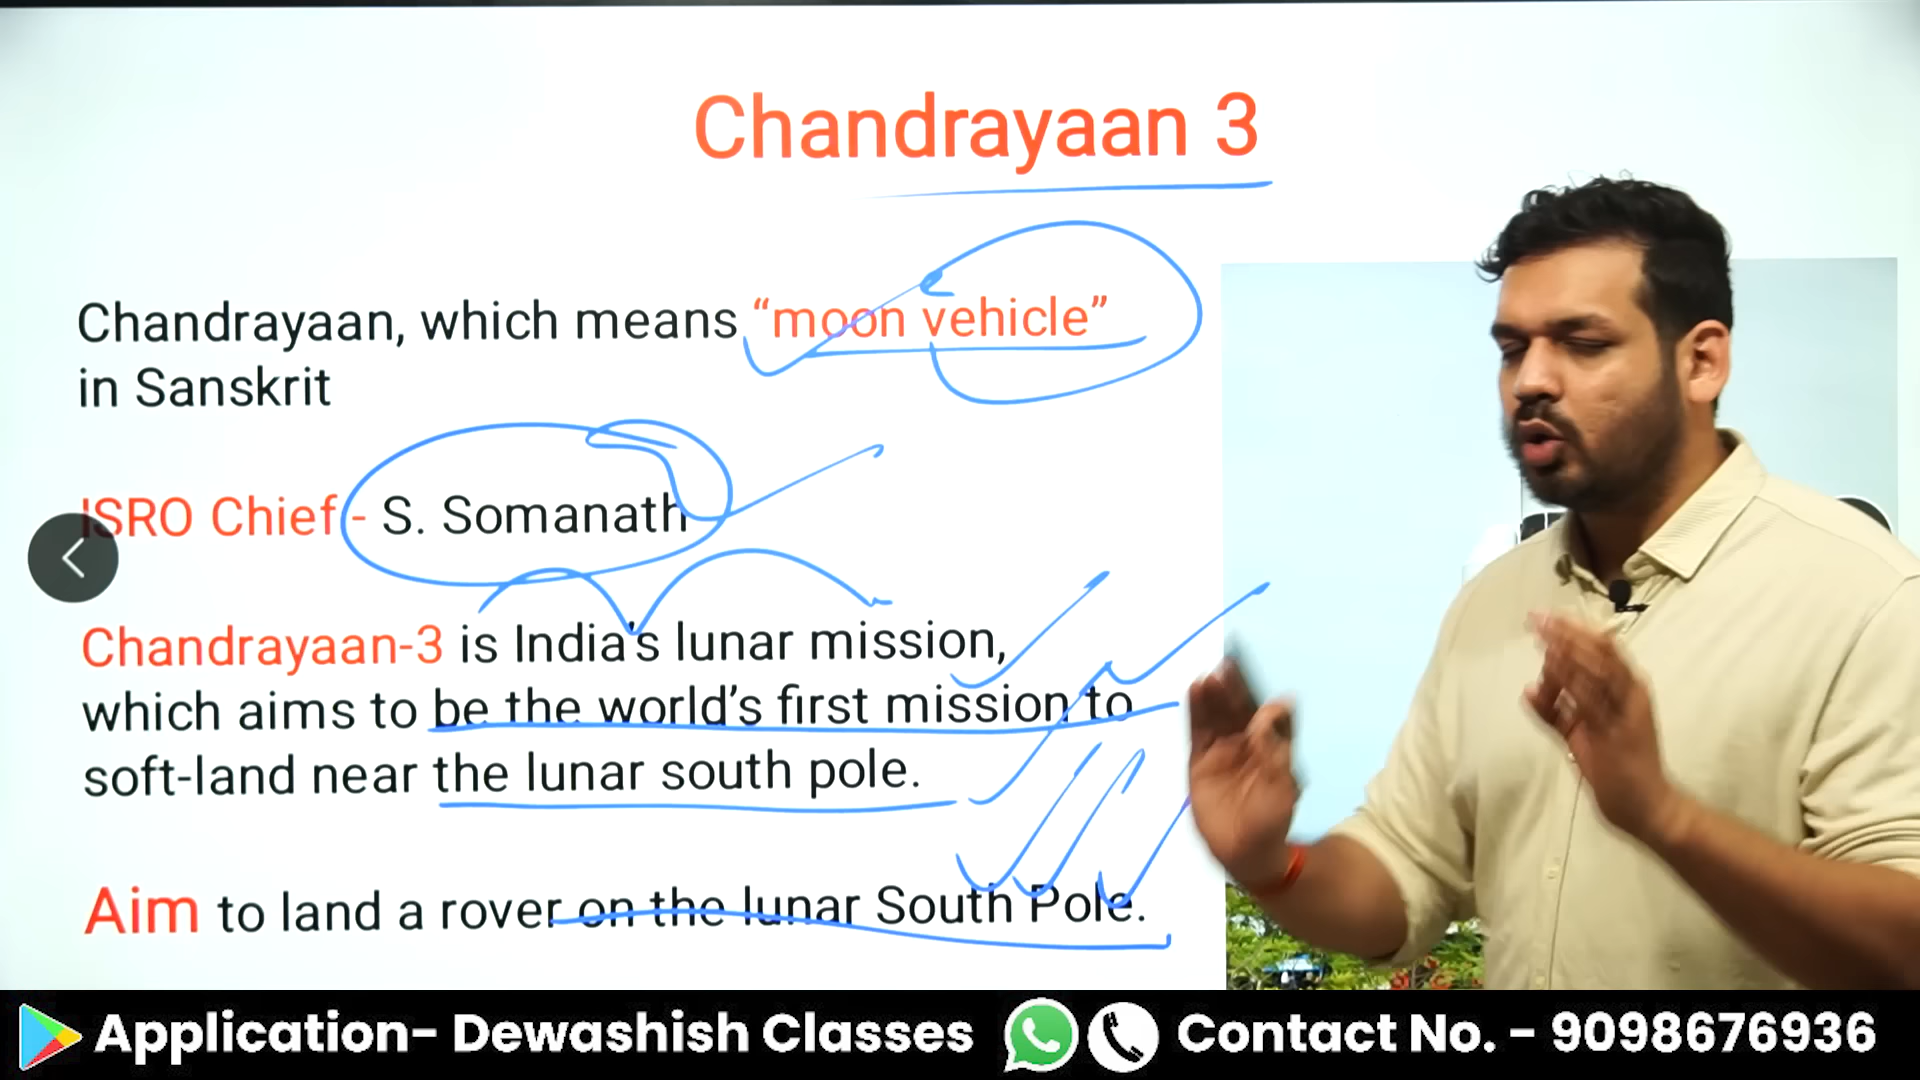 Chandrayaan 3
Chandrayaan, which means “moon vehicle”
in Sanskrit
ISRO Chief - S. Somanath
Chandrayaan-3 is India’s lunar mission,
which aims to be the world’s first mission to
soft-land near the lunar south pole.
Aim to land a rover on the lunar South Pole.
Application- Dewashish Classes Contact No. - 9098676936